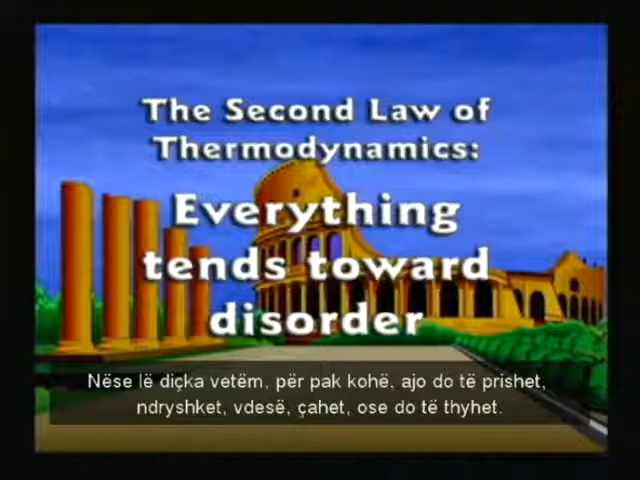 The Second Law of
Thermodynamics:
Everything
tends toward
disorder
Nëse lë diçka vetëm, për pak kohë, ajo do të prishet,
ndryshket, vdesë, çahet, ose do të thyhet.